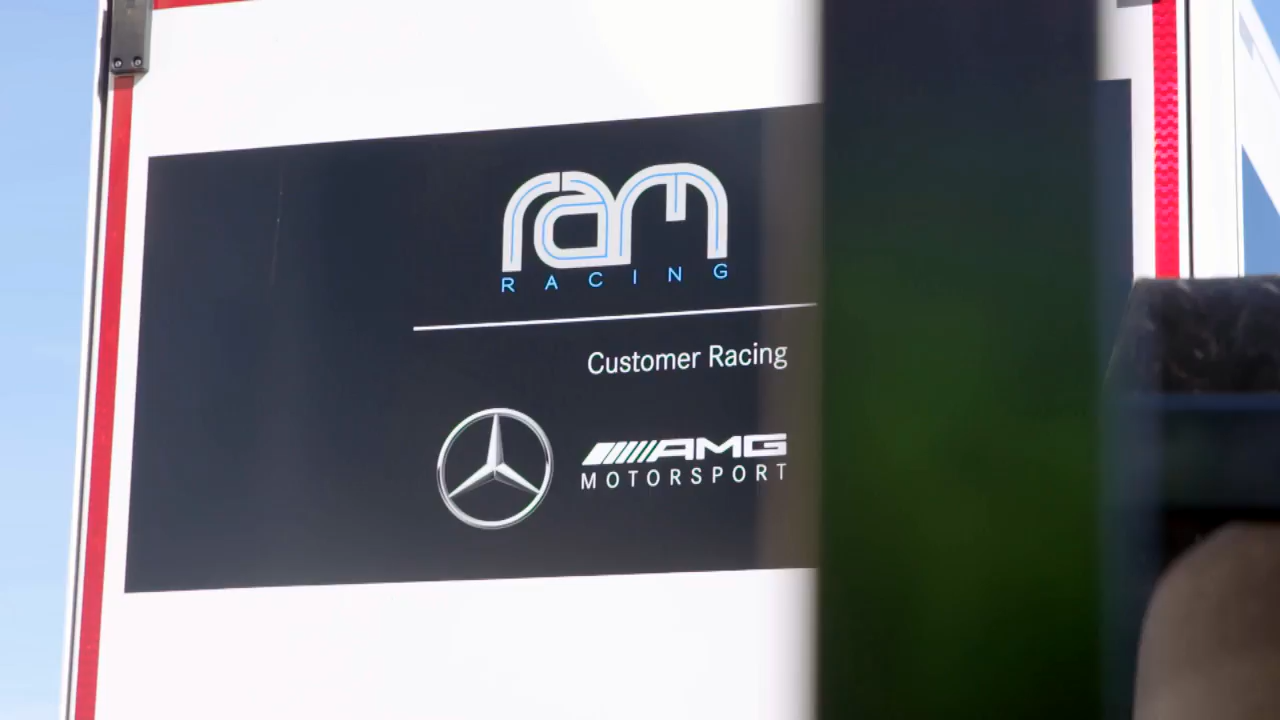 ram
RACING
Customer Racing
AMG
MOTORSPORT